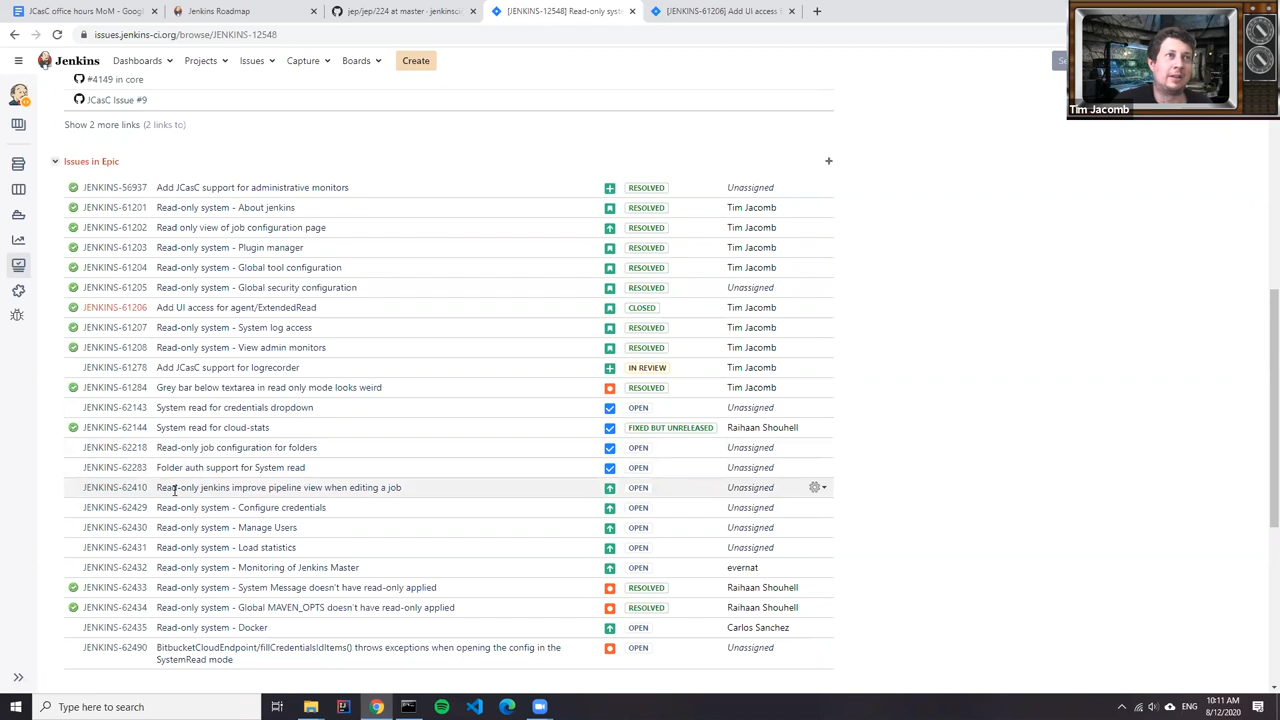 JCasC office hours MoM - Googl
Jenkins Roadmap
jep/jep/224 at master · jenkinsci
[JENKINS-12548] Read-only syste
[JENKINS-61206] Add UI access f
issues.jenkins-ci.org/browse/JENKINS-12548
Jenkins
Dashboards
Projects
Issues
Capture
Boards
Create
Se
Tim Jacomb
#4149 in core
JCasC Issue #9
Show 2 more links (2 links to)
Issues in Epic
JENKINS-56937 Add JCasC support for administrative monitors RESOLVED Unassigned
JENKINS-61201 Read-only system - About jenkins RESOLVED Tim Jacomb
JENKINS-61202 Read only view of job configuration page RESOLVED Tim Jacomb
JENKINS-61203 Read-only system - Plugin manager RESOLVED Tim Jacomb
JENKINS-61204 Read-only system - Global tool configuration RESOLVED Tim Jacomb
JENKINS-61205 Read-only system - Global security configuration RESOLVED Unassigned
JENKINS-61206 Add UI access for agent/ExtendedRead CLOSED Tim Jacomb
JENKINS-61207 Read-only system - System log access RESOLVED Tim Jacomb
JENKINS-61208 Read-only system - View admin monitors RESOLVED Tim Jacomb
JENKINS-61278 Add JCasC support for logrecorder IN REVIEW Tim Jacomb
JENKINS-61284 Grey bar below textarea in read only mode looks weird RESOLVED Tim Jacomb
JENKINS-62143 System read for credentials dropdown OPEN Unassigned
JENKINS-62144 System read for cloud-stats FIXED BUT UNRELEASED Raihaan Shouhell
JENKINS-62218 Read-only job configuration for folders OPEN Unassigned
JENKINS-62283 Folder auth support for System read OPEN Unassigned
JENKINS-62410 Read-only jenkins improve pipeline view when editing a job OPEN Unassigned
JENKINS-62429 Read-only system - Configure credentials OPEN Unassigned
JENKINS-62430 Read-only system - Manage Users OPEN Unassigned
JENKINS-62431 Read-only system - Load statistics OPEN Unassigned
JENKINS-62432 Read-only system - Monitoring of Jenkins Master OPEN evernat
JENKINS-62433 Read-only system - System Message doesn't have read-only applied RESOLVED Raihaan Shouhell
JENKINS-62434 Read-only system - Global MAVEN_OPTS doesn't have read-only applied RESOLVED Raihaan Shouhell
JENKINS-62435 Read-only system - Docker OPEN Carlos Sanchez
JENKINS-62490 BitbucketCloudEndpoint/fillCredentialsIdItems() throws exceptions when opening the config in the OPEN Unassigned
SystemRead mode
Type here to search
ENG
10:11 AM
8/12/2020